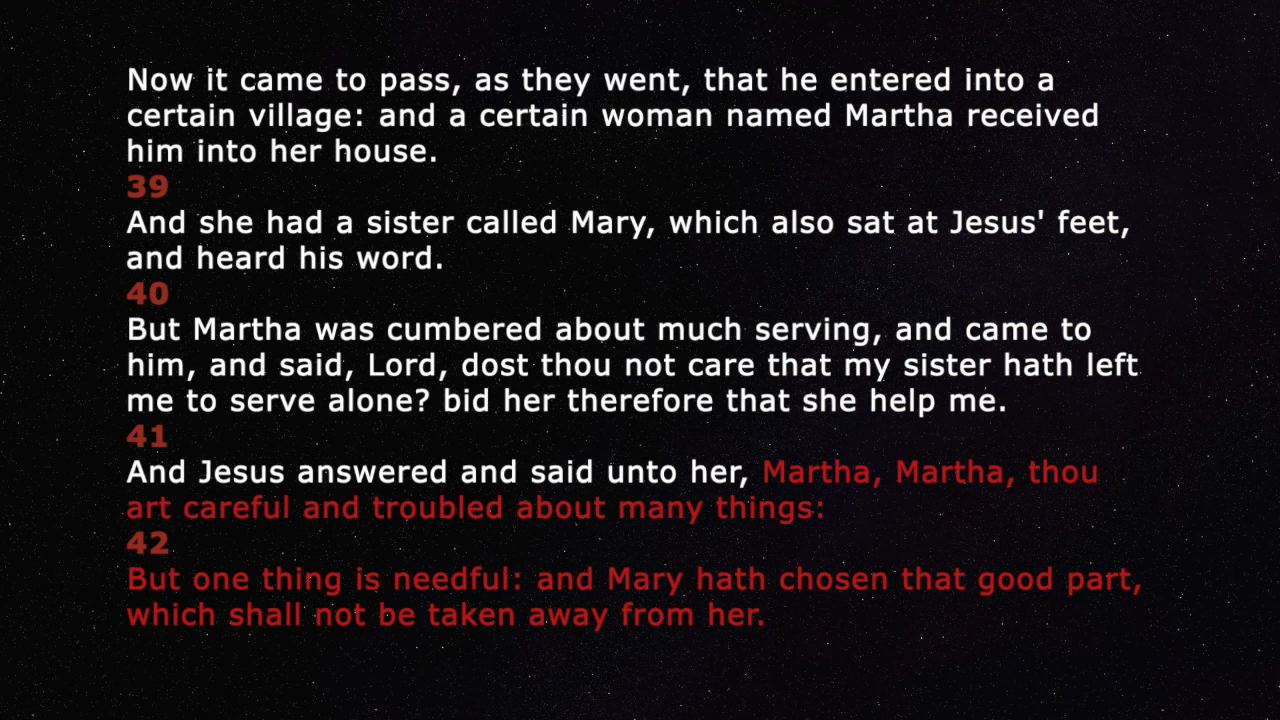 Now it came to pass, as they went, that he entered into a
certain village: and a certain woman named Martha received
him into her house.
39
And she had a sister called Mary, which also sat at Jesus' feet,
and heard his word.
40
But Martha was cumbered about much serving, and came to
him, and said, Lord, dost thou not care that my sister hath left
me to serve alone? bid her therefore that she help me.
41
And Jesus answered and said unto her, Martha, Martha, thou
art careful and troubled about many things:
42
But one thing is needful: and Mary hath chosen that good part,
which shall not be taken away from her.